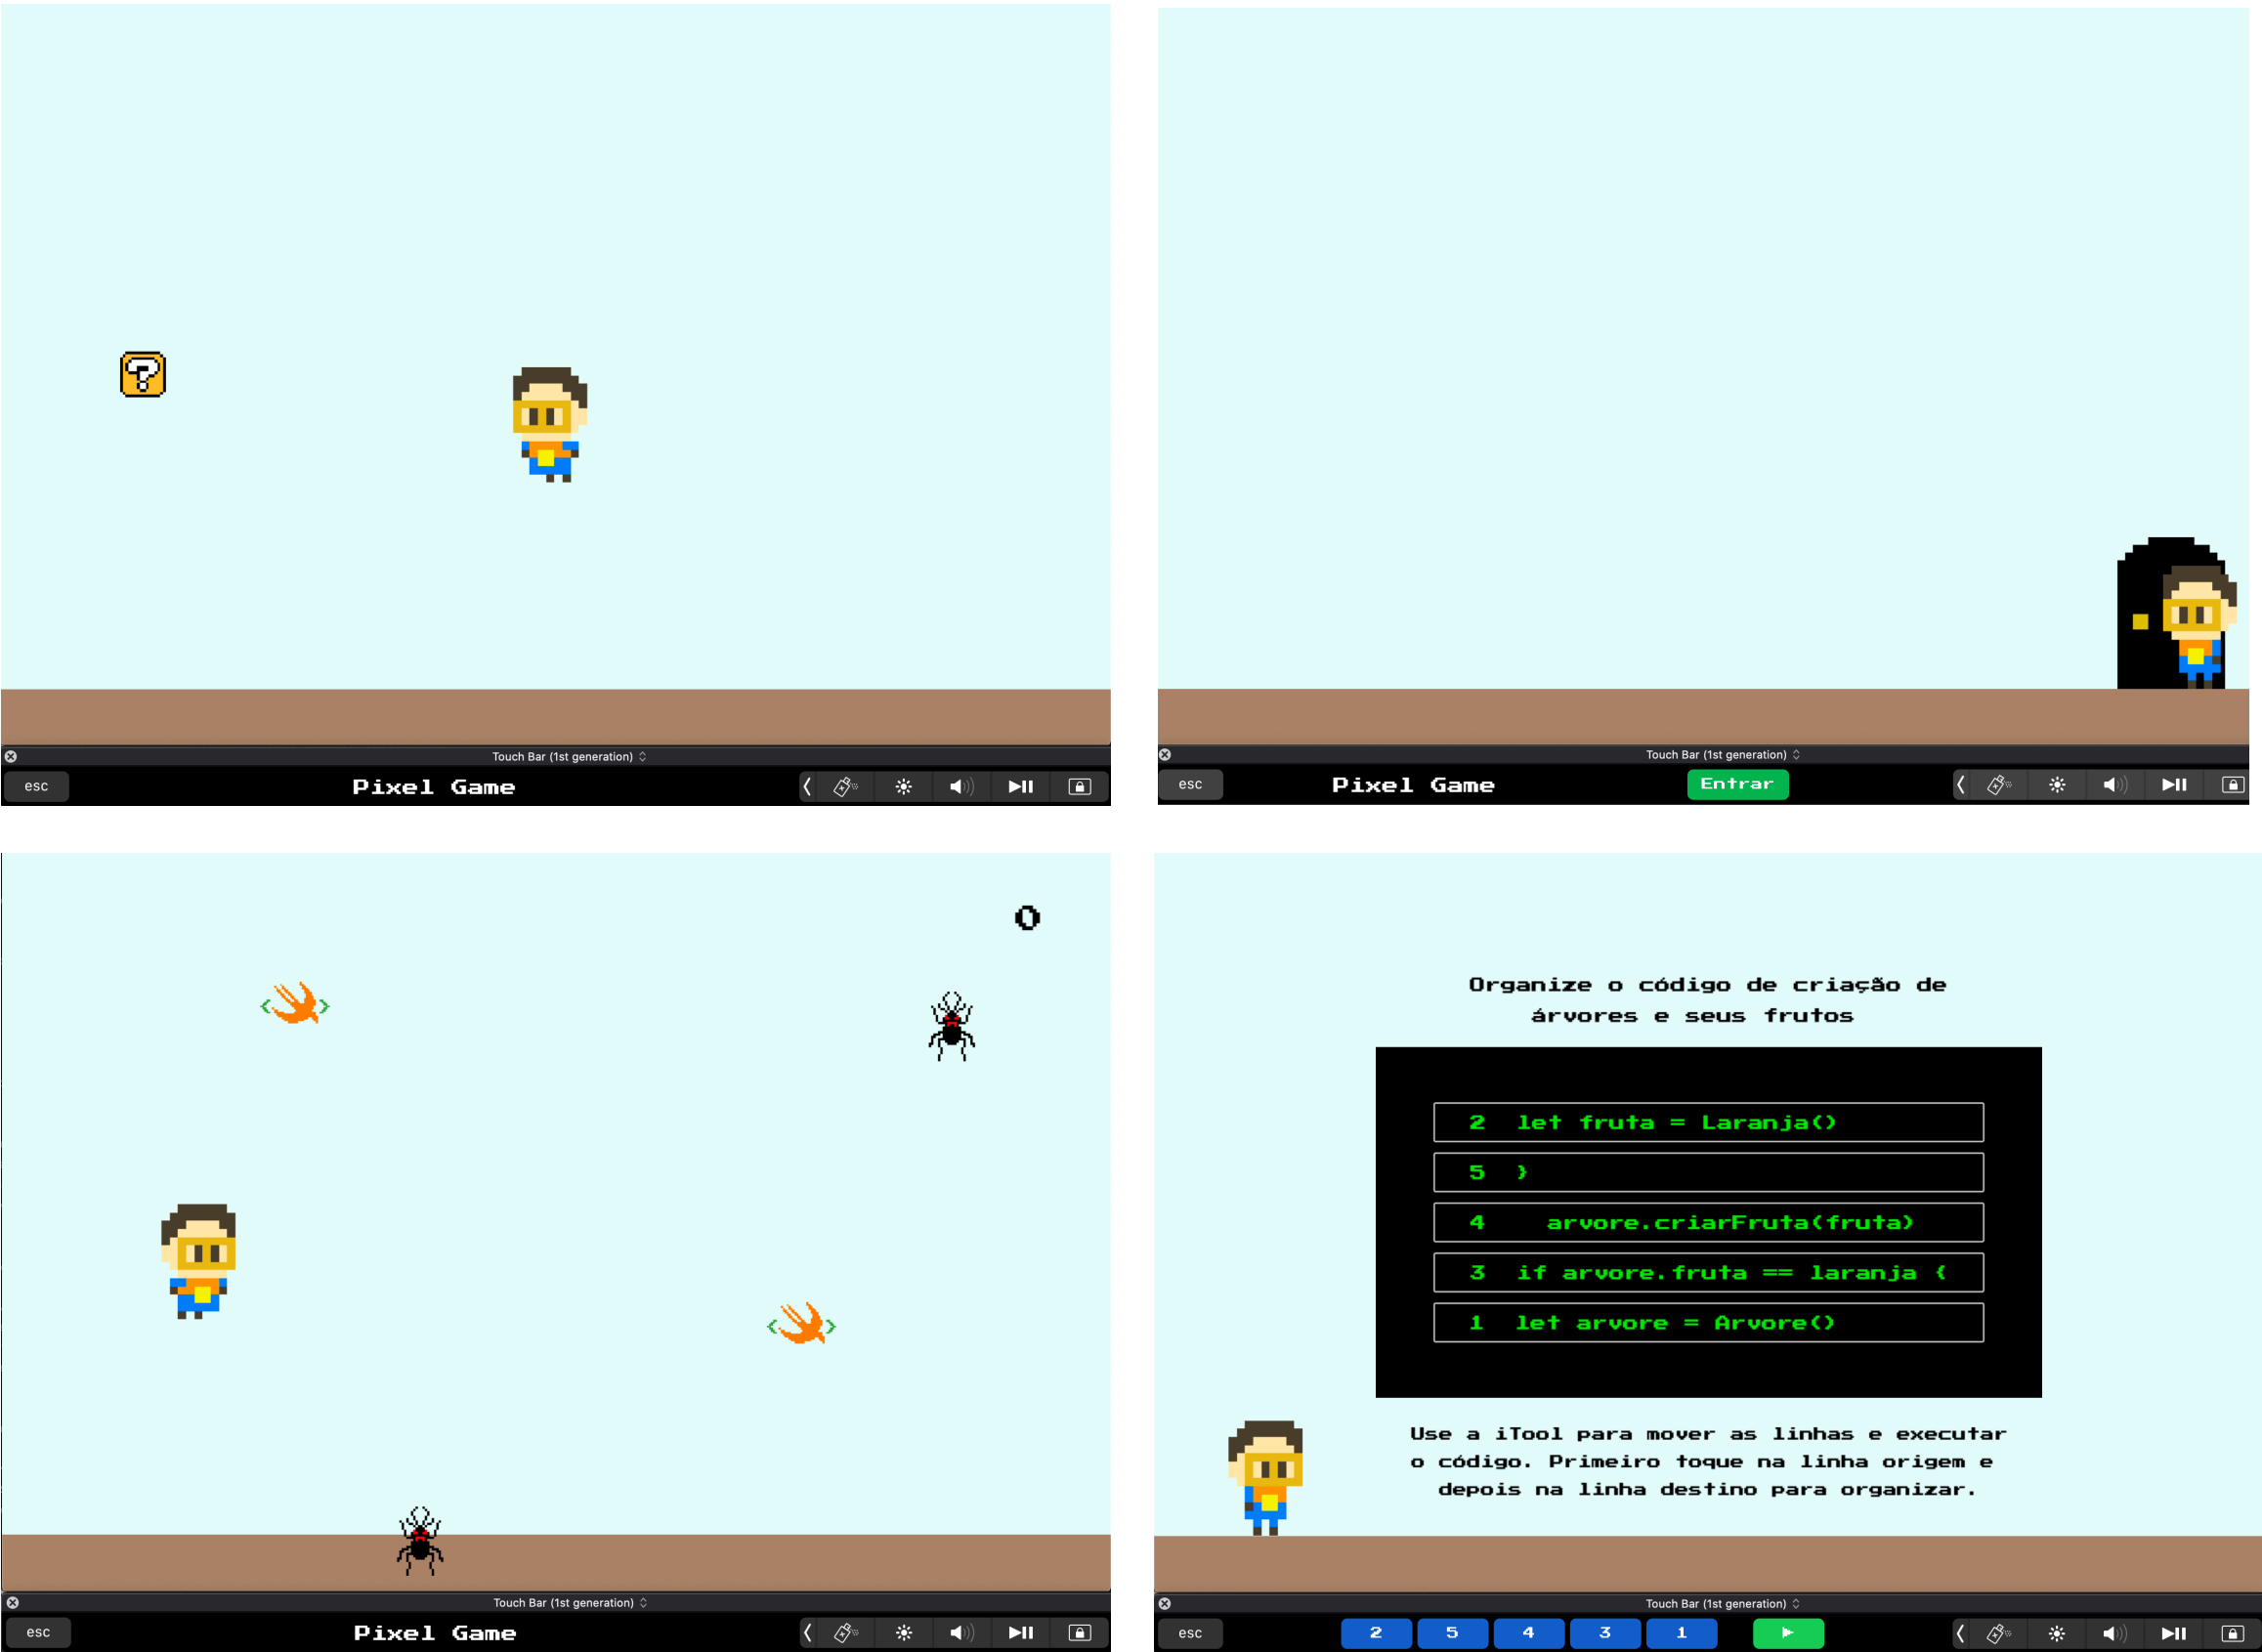 ?
Touch Bar (1st generation)
esc Pixel Game
Touch Bar (1st generation)
esc Pixel Game Entrar
0
Touch Bar (1st generation)
esc Pixel Game
Organize o código de criação de
árvores e seus frutos
2 let fruta = Laranja()
5 }
4 arvore.criarFruta(fruta)
3 if arvore.fruta == laranja {
1 let arvore = Arvore()
Use a iTool para mover as linhas e executar
o código. Primeiro toque na linha origem e
depois na linha destino para organizar.
Touch Bar (1st generation)
esc 2 5 4 3 1